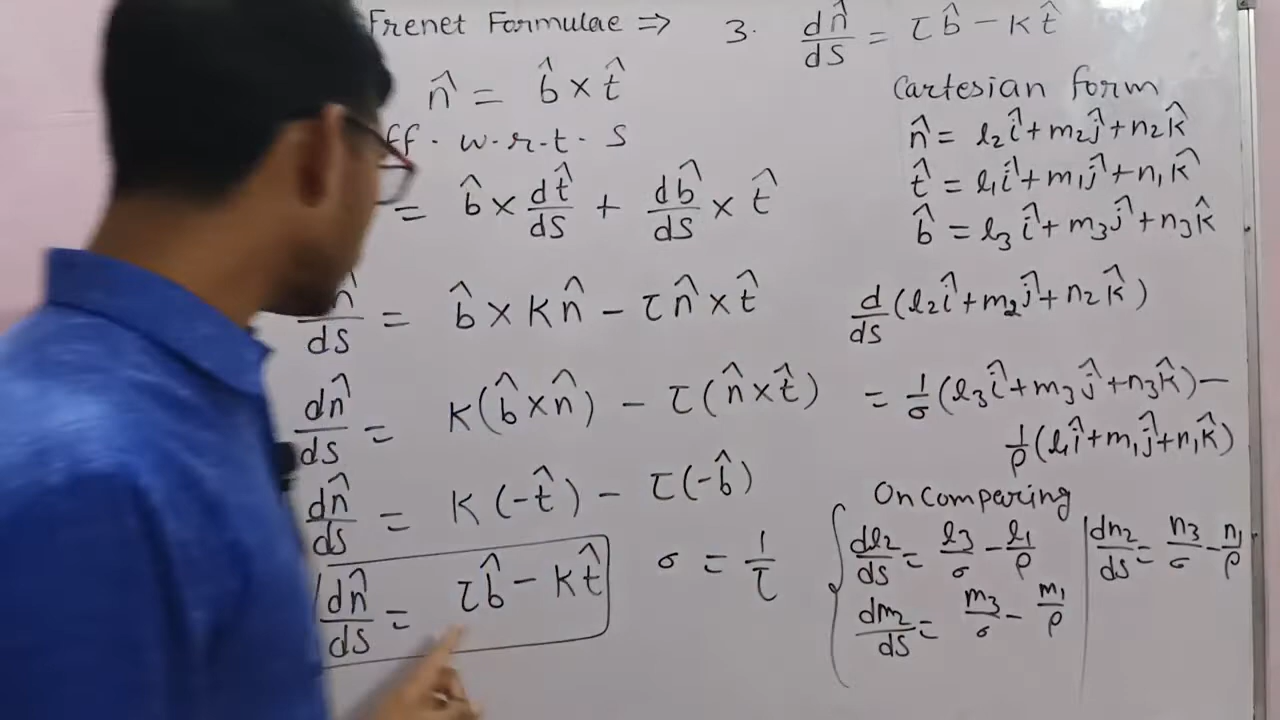 Frenet Formulae ⇒ 3. dn̂/ds = τb̂ − κt̂
n̂ = b̂ × t̂
ff. w.r.t. s
= b̂ × dt̂/ds + db̂/ds × t̂
n̂/ds = b̂ × κn̂ − τn̂ × t̂
dn̂/ds = κ(b̂×n̂) − τ(n̂×t̂)
dn̂/ds = κ(−t̂) − τ(−b̂)
dn̂/ds = τb̂ − κt̂
σ = 1/τ
Cartesian form
n̂ = l₂î + m₂ĵ + n₂k̂
t̂ = l₁î + m₁ĵ + n₁k̂
b̂ = l₃î + m₃ĵ + n₃k̂
d/ds (l₂î + m₂ĵ + n₂k̂)
= 1/σ (l₃î + m₃ĵ + n₃k̂) −
1/ρ (l₁î + m₁ĵ + n₁k̂)
On comparing
dl₂/ds = l₃/σ − l₁/ρ | dn₂/ds = n₃/σ − n₁/ρ
dm₂/ds = m₃/σ − m₁/ρ